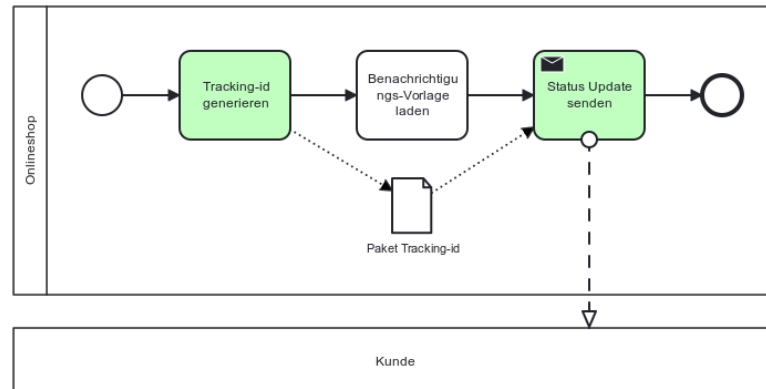 Onlineshop
Tracking-id
generieren
Benachrichtigu
ngs-Vorlage
laden
Status Update
senden
Paket Tracking-id
Kunde